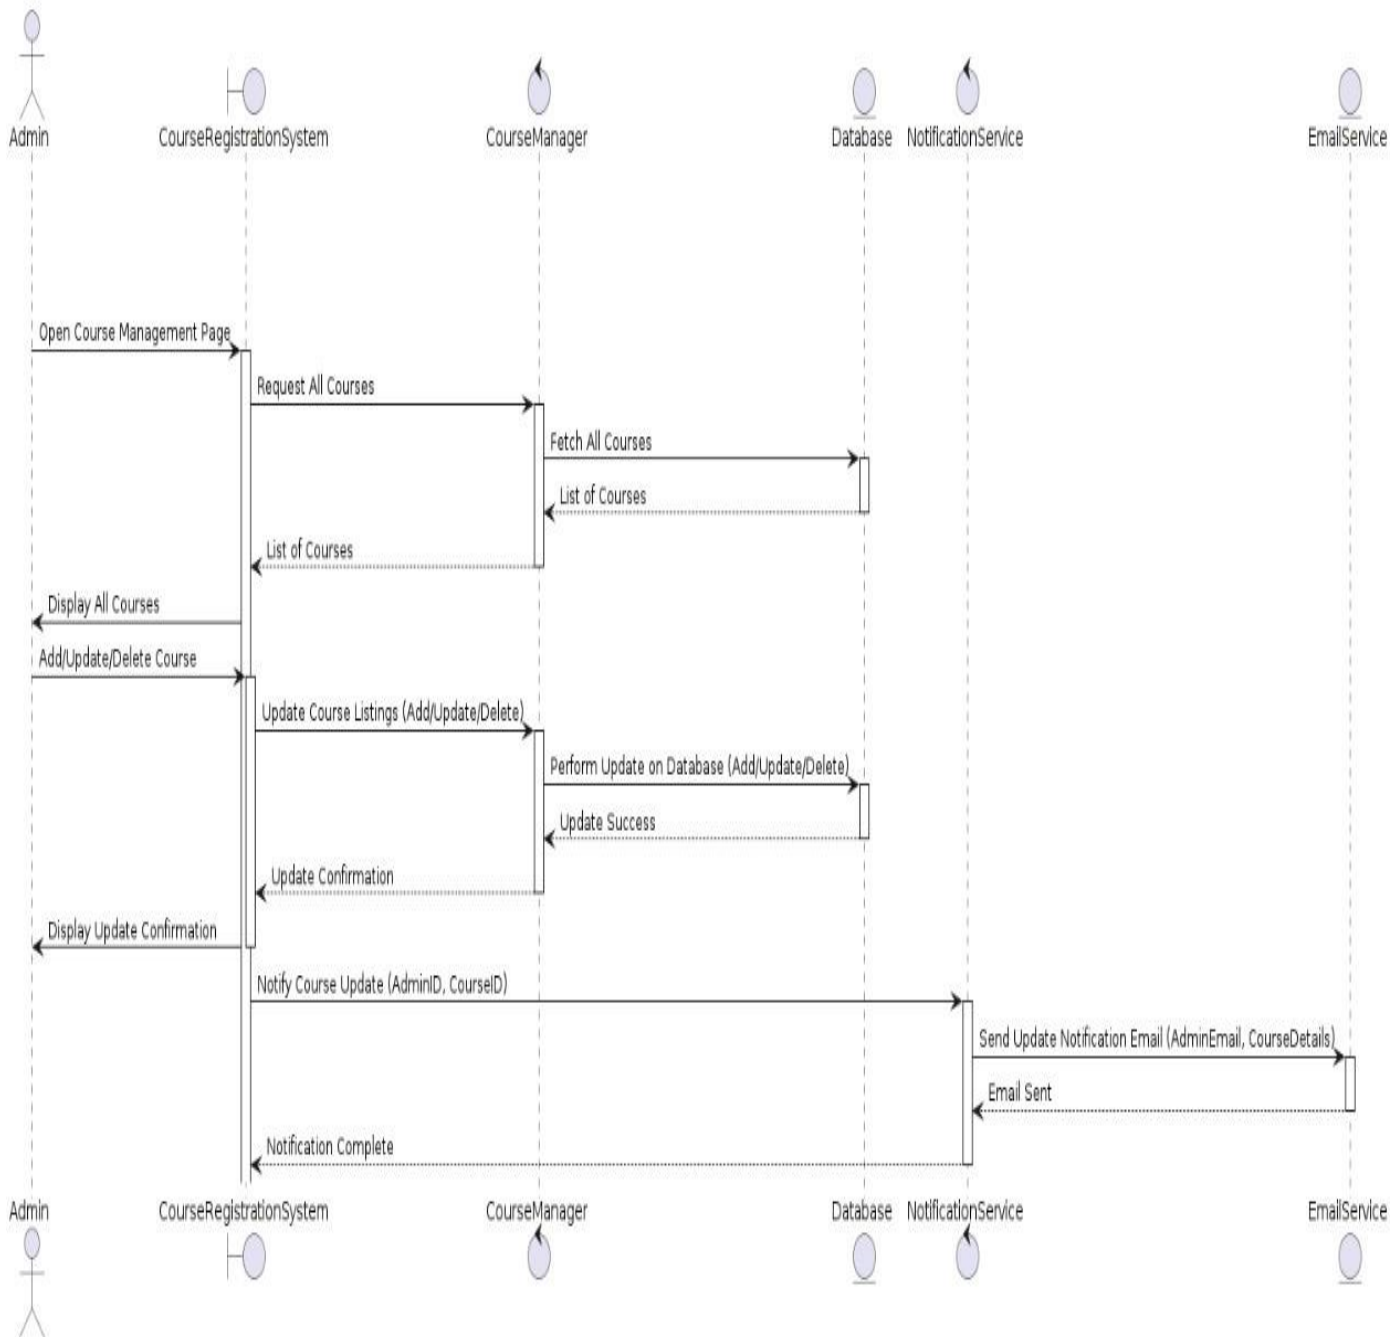 Admin
CourseRegistrationSystem
CourseManager
Database
NotificationService
EmailService
Open Course Management Page
Request All Courses
Fetch All Courses
List of Courses
List of Courses
Display All Courses
Add/Update/Delete Course
Update Course Listings (Add/Update/Delete)
Perform Update on Database (Add/Update/Delete)
Update Success
Update Confirmation
Display Update Confirmation
Notify Course Update (AdminID, CourseID)
Send Update Notification Email (AdminEmail, CourseDetails)
Email Sent
Notification Complete
Admin
CourseRegistrationSystem
CourseManager
Database
NotificationService
EmailService